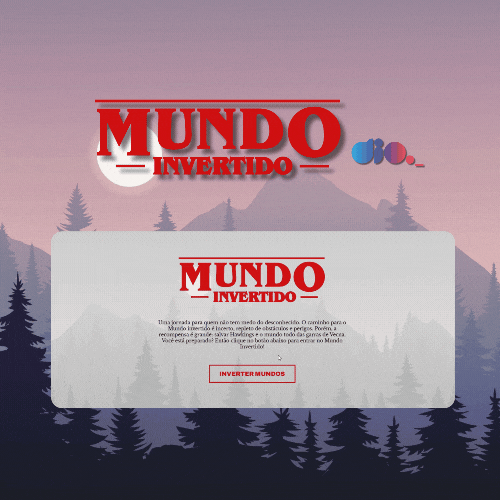 MUNDO
INVERTIDO
dio._
MUNDO
INVERTIDO
Uma jornada para quem não tem medo do desconhecido. O caminho para o
Mundo invertido é incerto, repleto de obstáculos e perigos. Porém, a
recompensa é grande: salvar Hawkings e o mundo todo das garras de Vecna.
Você está preparado? Então clique no botão abaixo para entrar no Mundo
Invertido!
INVERTER MUNDOS